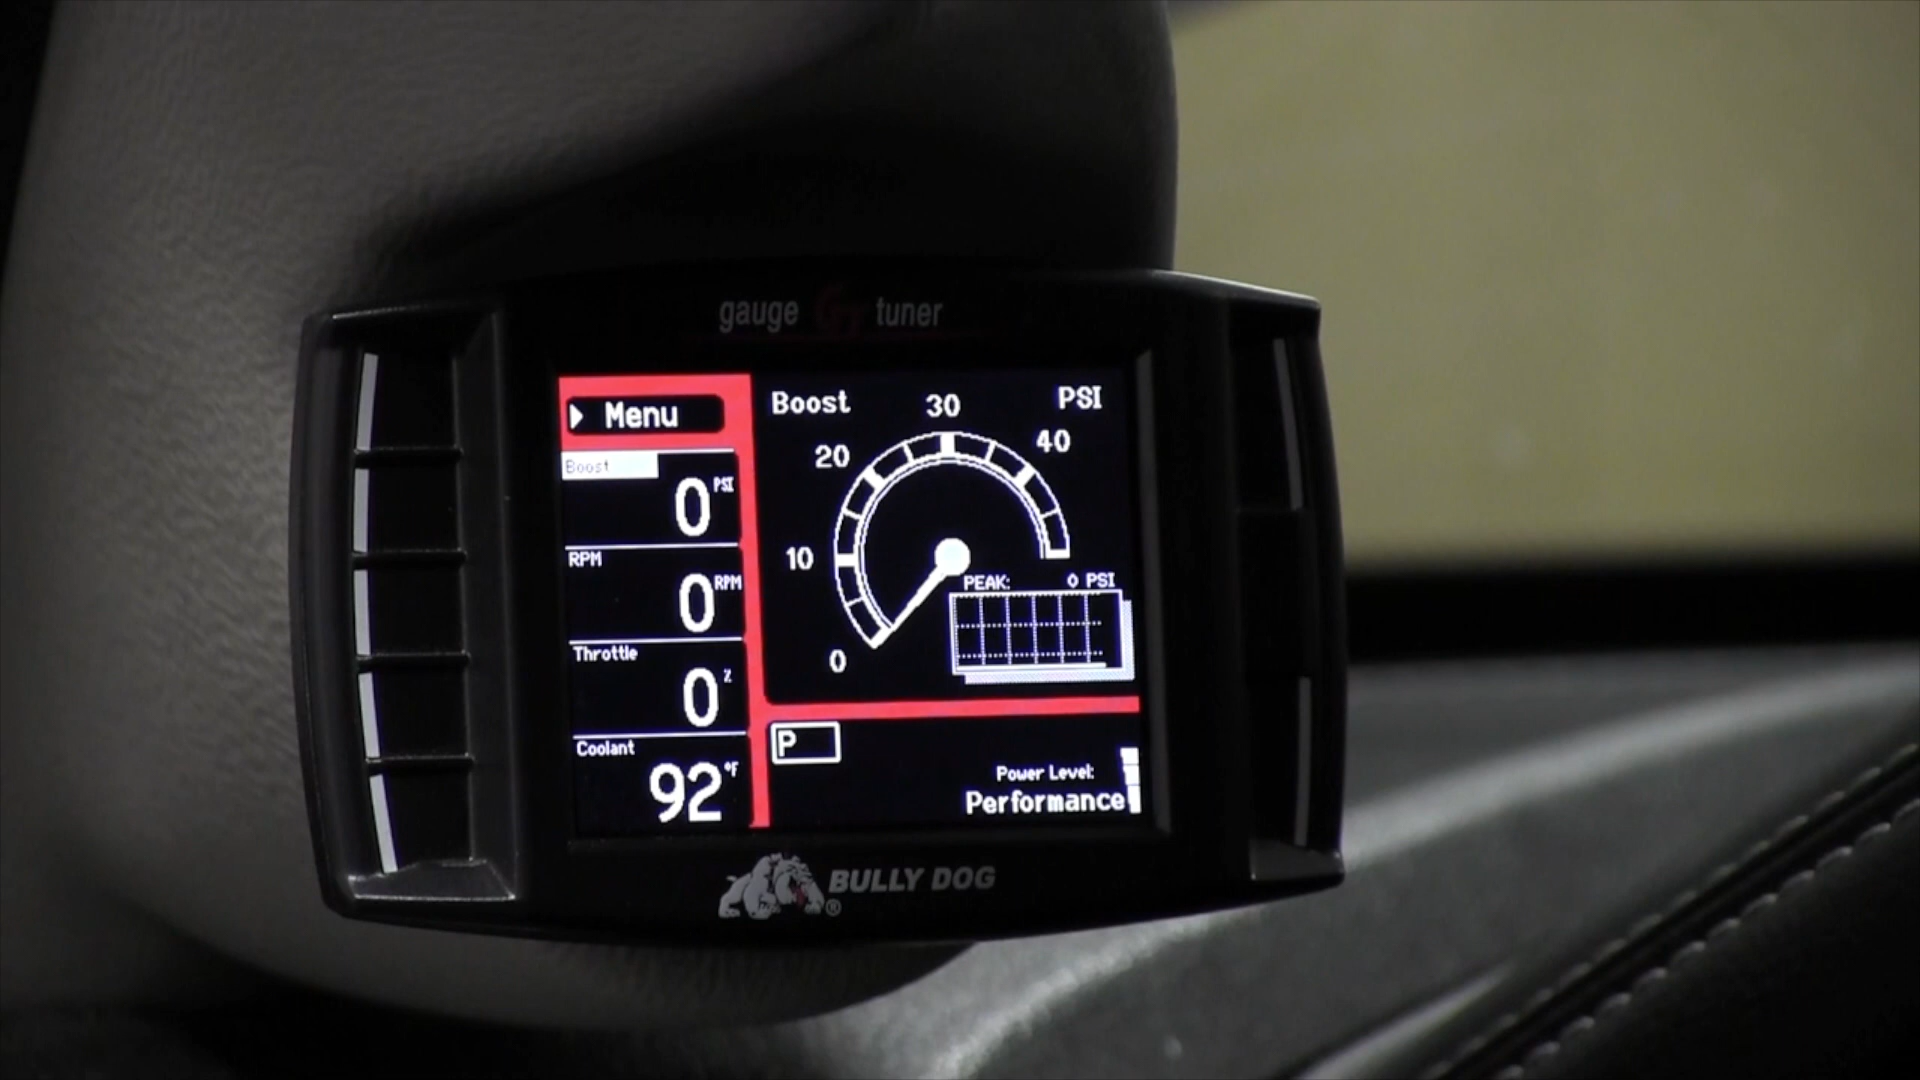 gauge GT tuner
Menu
Boost
0 PSI
RPM
0 RPM
Throttle
0 %
Coolant
92 °F
Boost
PSI
0
10
20
30
40
PEAK: 0 PSI
P
Power Level:
Performance
BULLY DOG ®